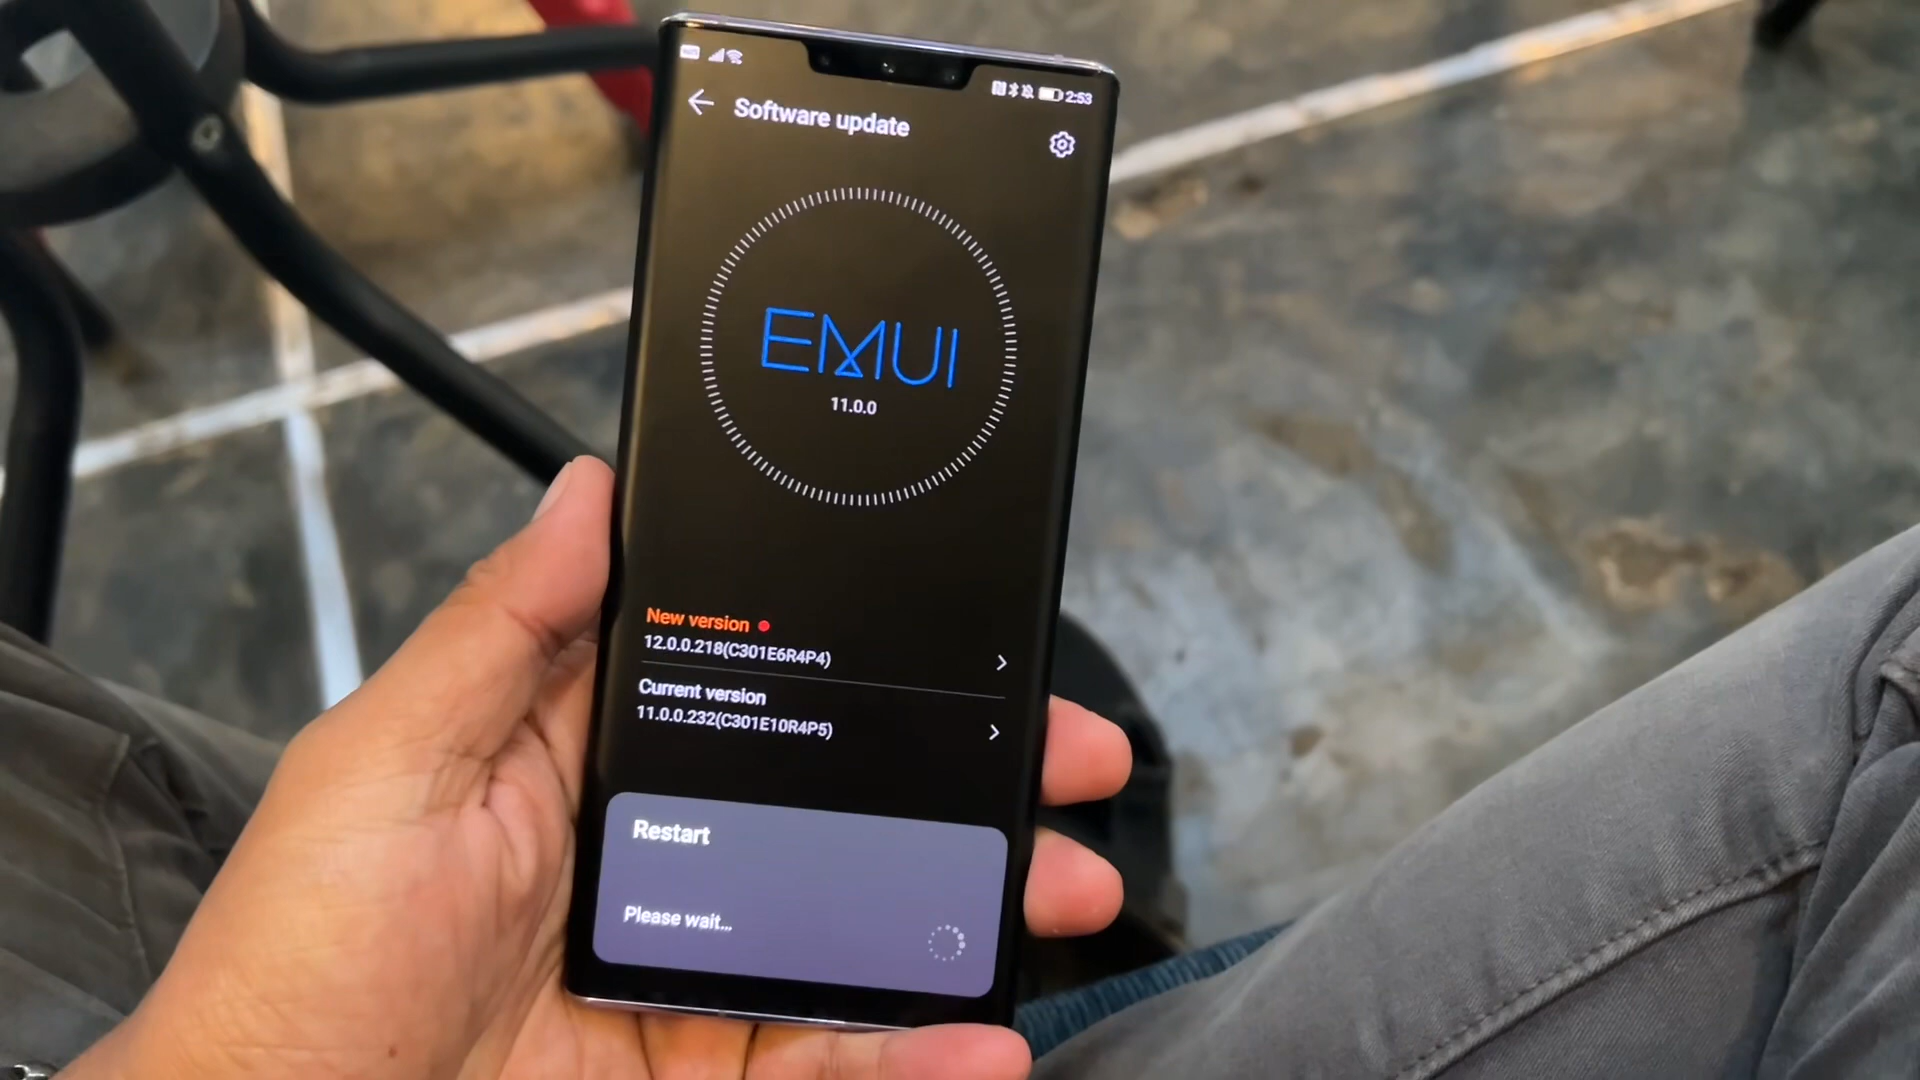 2:53
Software update
EMUI
11.0.0
New version
12.0.0.218(C301E6R4P4)
Current version
11.0.0.232(C301E10R4P5)
Restart
Please wait...